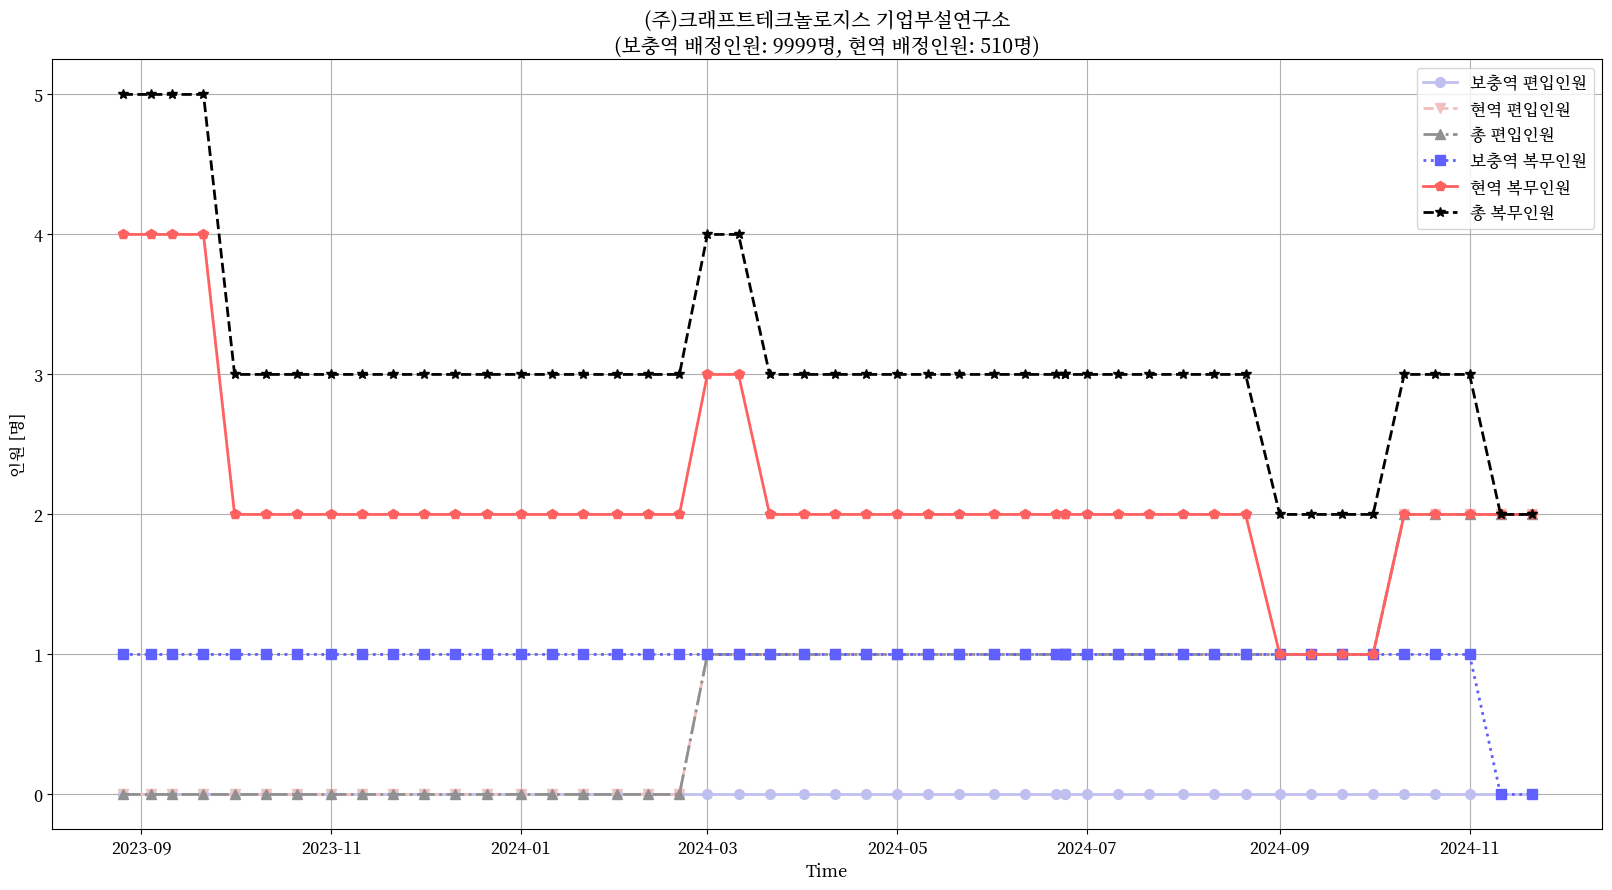 (주)크래프트테크놀로지스 기업부설연구소
(보충역 배정인원: 9999명, 현역 배정인원: 510명)
보충역 편입인원
현역 편입인원
총 편입인원
보충역 복무인원
현역 복무인원
총 복무인원
인원 [명]
5
4
3
2
1
0
2023-09
2023-11
2024-01
2024-03
2024-05
2024-07
2024-09
2024-11
Time